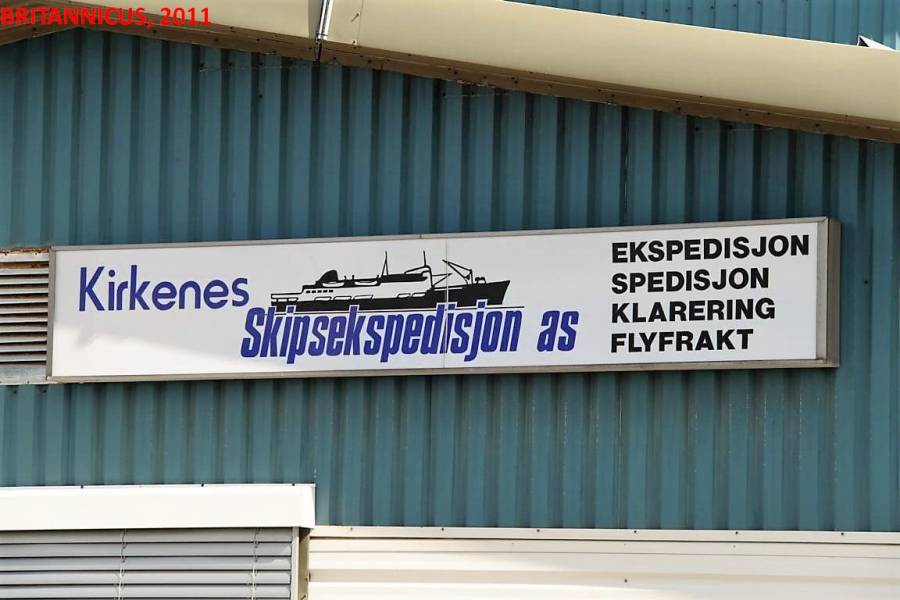 BRITANNICUS, 2011
Kirkenes
Skipsekspedisjon as
EKSPEDISJON
SPEDISJON
KLARERING
FLYFRAKT